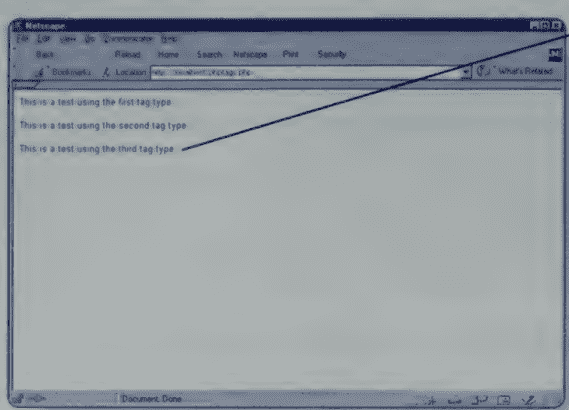 Netscape
File Edit View Go Communicator Help
Back Reload Home Search Netscape Print Security
Bookmarks Location What's Related
This is a test using the first tag type
This is a test using the second tag type
This is a test using the third tag type
Document: Done